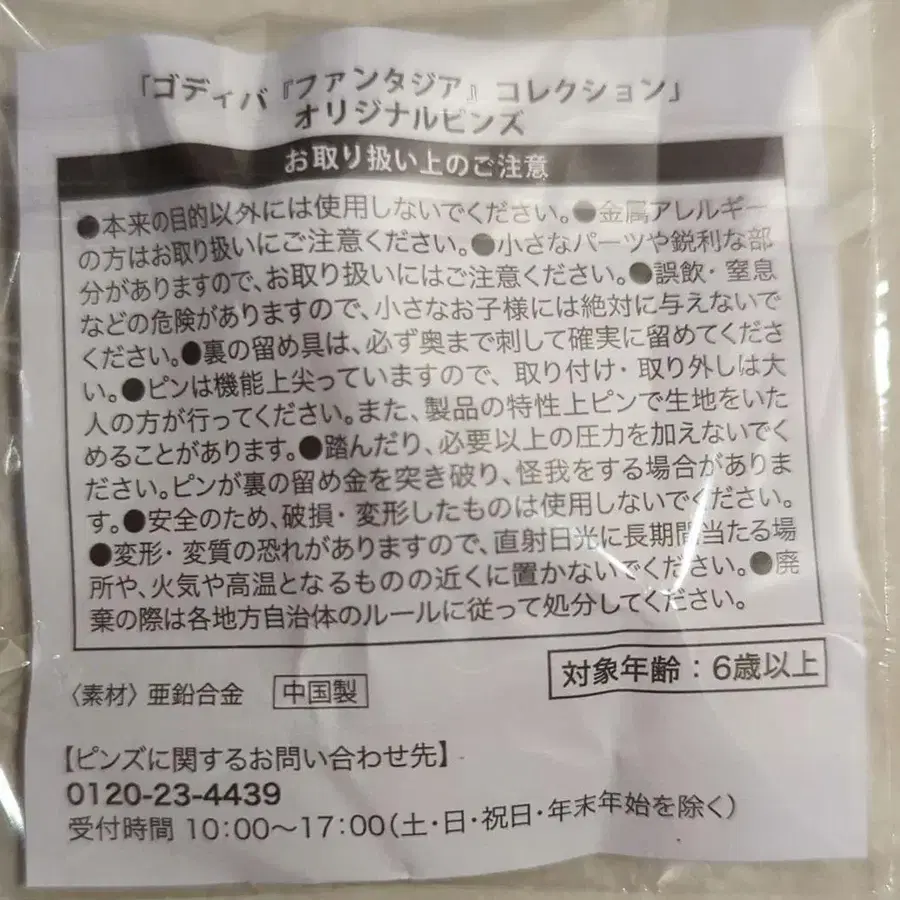 「ゴディバ『ファンタジア』コレクション」
オリジナルピンズ
お取り扱い上のご注意
●本来の目的以外には使用しないでください。●金属アレルギー
の方はお取り扱いにご注意ください。●小さなパーツや鋭利な部
分がありますので、お取り扱いにはご注意ください。●誤飲・窒息
などの危険がありますので、小さなお子様には絶対に与えないで
ください。●裏の留め具は、必ず奥まで刺して確実に留めてくださ
い。●ピンは機能上尖っていますので、取り付け・取り外しは大
人の方が行ってください。また、製品の特性上ピンで生地をいた
めることがあります。●踏んだり、必要以上の圧力を加えないでく
ださい。ピンが裏の留め金を突き破り、怪我をする場合がありま
す。●安全のため、破損・変形したものは使用しないでください。
●変形・変質の恐れがありますので、直射日光に長期間当たる場
所や、火気や高温となるものの近くに置かないでください。●廃
棄の際は各地方自治体のルールに従って処分してください。
対象年齢：6歳以上
〈素材〉亜鉛合金 中国製
【ピンズに関するお問い合わせ先】
0120-23-4439
受付時間 10：00〜17：00（土・日・祝日・年末年始を除く）